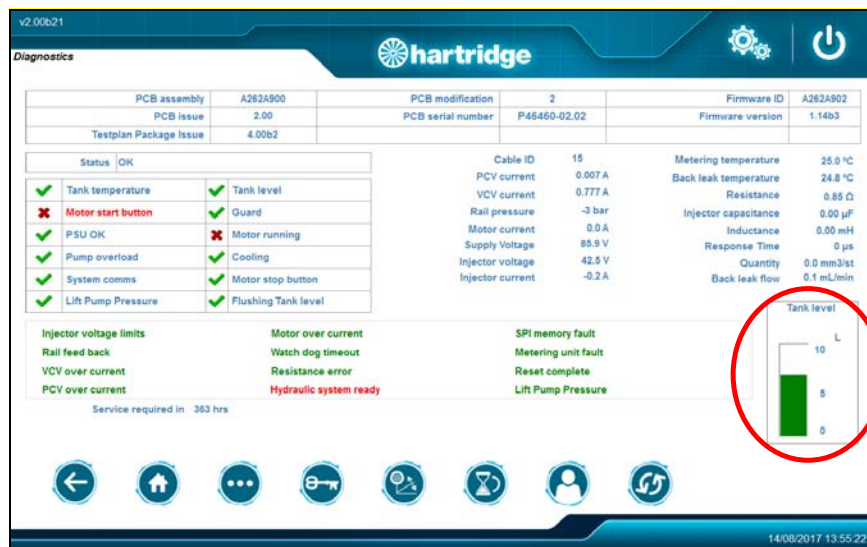 v2.00b21
Diagnostics
hartridge
PCB assembly A262A900 PCB modification 2 Firmware ID A262A902
PCB issue 2.00 PCB serial number P46460-02.02 Firmware version 1.14b3
Testplan Package Issue 4.00b2
Status OK
Tank temperature Tank level
Motor start button Guard
PSU OK Motor running
Pump overload Cooling
System comms Motor stop button
Lift Pump Pressure Flushing Tank level
Cable ID 15
PCV current 0.007 A
VCV current 0.777 A
Rail pressure -3 bar
Motor current 0.0 A
Supply Voltage 85.9 V
Injector voltage 42.5 V
Injector current -0.2 A
Metering temperature 25.0 °C
Back leak temperature 24.8 °C
Resistance 0.85 Ω
Injector capacitance 0.00 µF
Inductance 0.00 mH
Response Time 0 µs
Quantity 0.0 mm3/st
Back leak flow 0.1 mL/min
Tank level
L
10
5
0
Injector voltage limits Motor over current SPI memory fault
Rail feed back Watch dog timeout Metering unit fault
VCV over current Resistance error Reset complete
PCV over current Hydraulic system ready Lift Pump Pressure
Service required in 363 hrs
14/08/2017 13:55:22